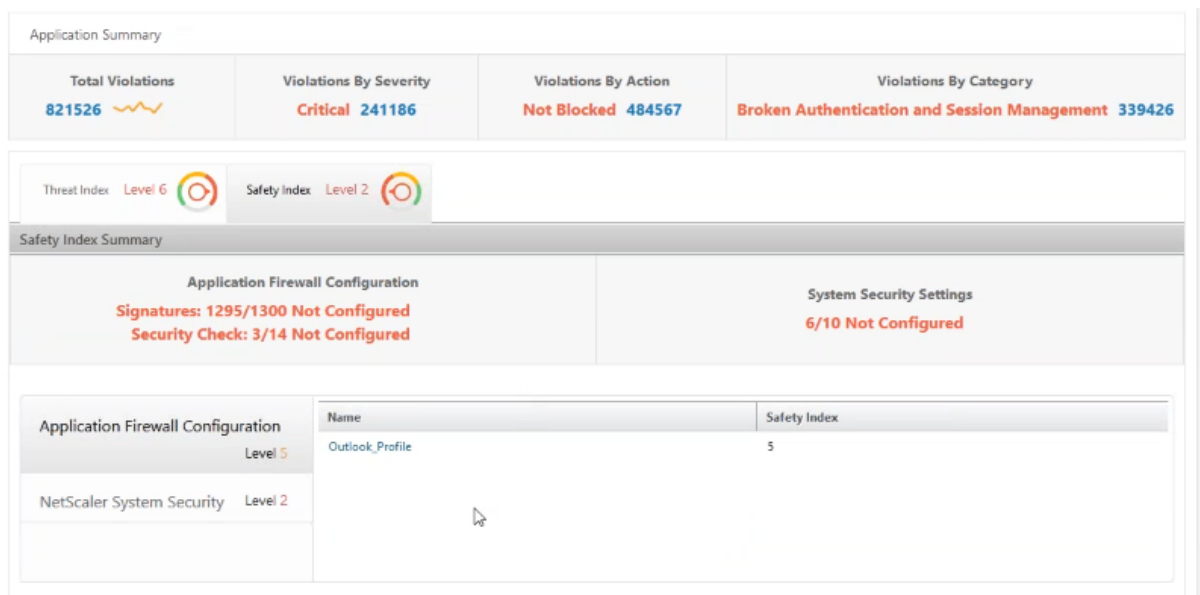 Application Summary
Total Violations
821526
Violations By Severity
Critical 241186
Violations By Action
Not Blocked 484567
Violations By Category
Broken Authentication and Session Management 339426
Threat Index Level 6
Safety Index Level 2
Safety Index Summary
Application Firewall Configuration
Signatures: 1295/1300 Not Configured
Security Check: 3/14 Not Configured
System Security Settings
6/10 Not Configured
Application Firewall Configuration
Level 5
NetScaler System Security Level 2
Name Safety Index
Outlook_Profile 5